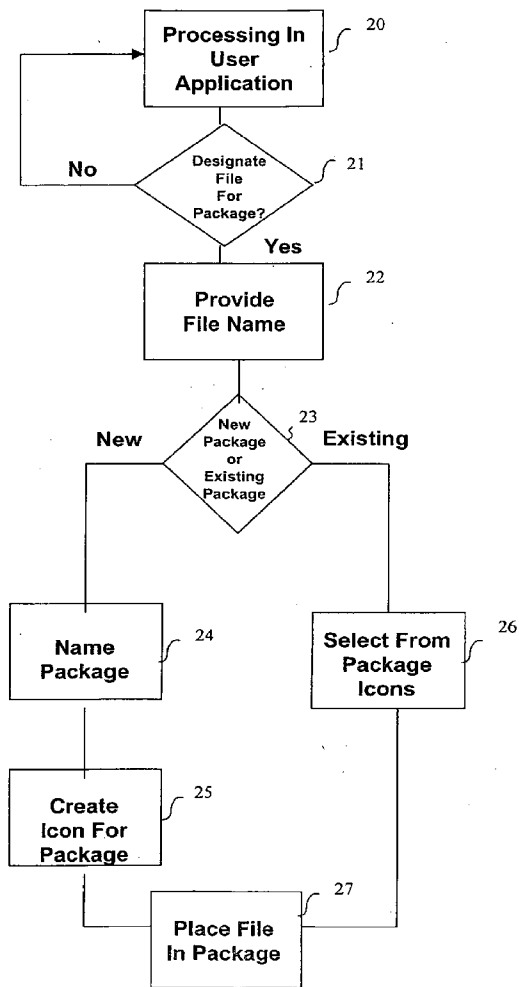 Processing In
User
Application
20
Designate
File
For
Package?
21
No
Yes
Provide
File Name
22
New
Package
or
Existing
Package
23
New
Existing
Name
Package
24
Select From
Package
Icons
26
Create
Icon For
Package
25
Place File
In Package
27